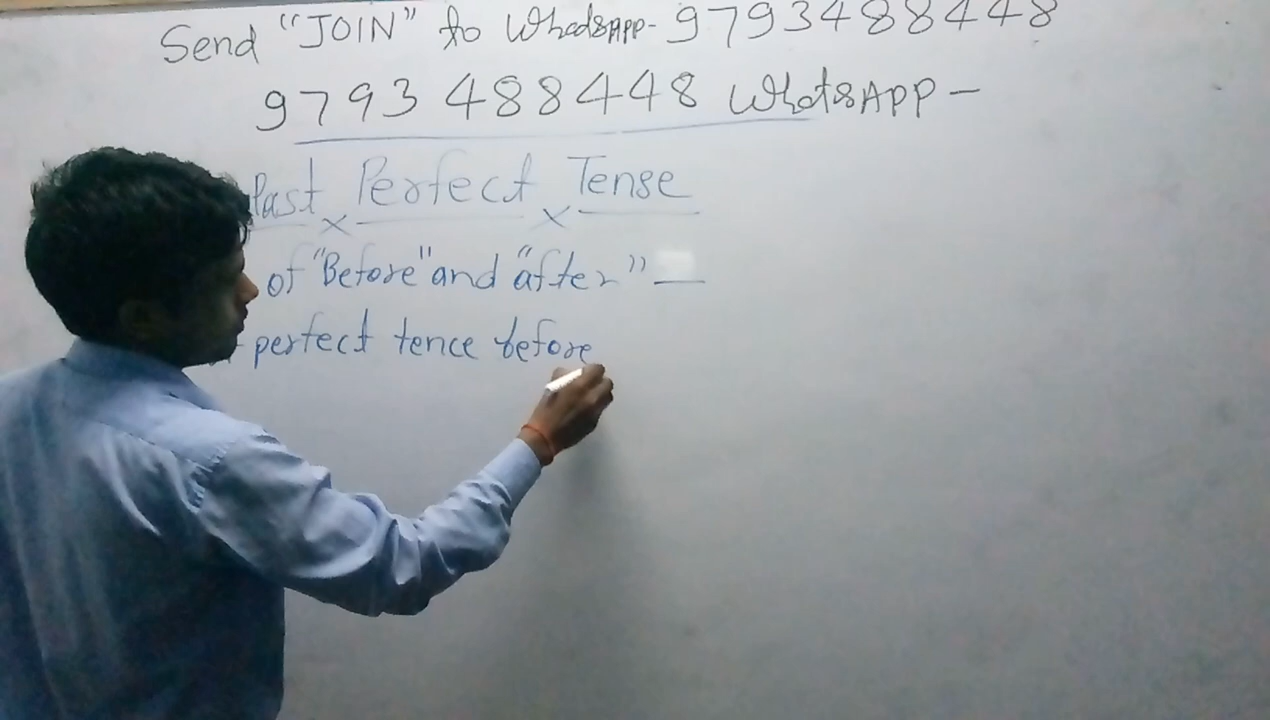 Send "JOIN" to WhatsApp- 9793488448
9793 488448 WhatsApp -
Past Perfect Tense
of "Before" and "after" —
perfect tence before